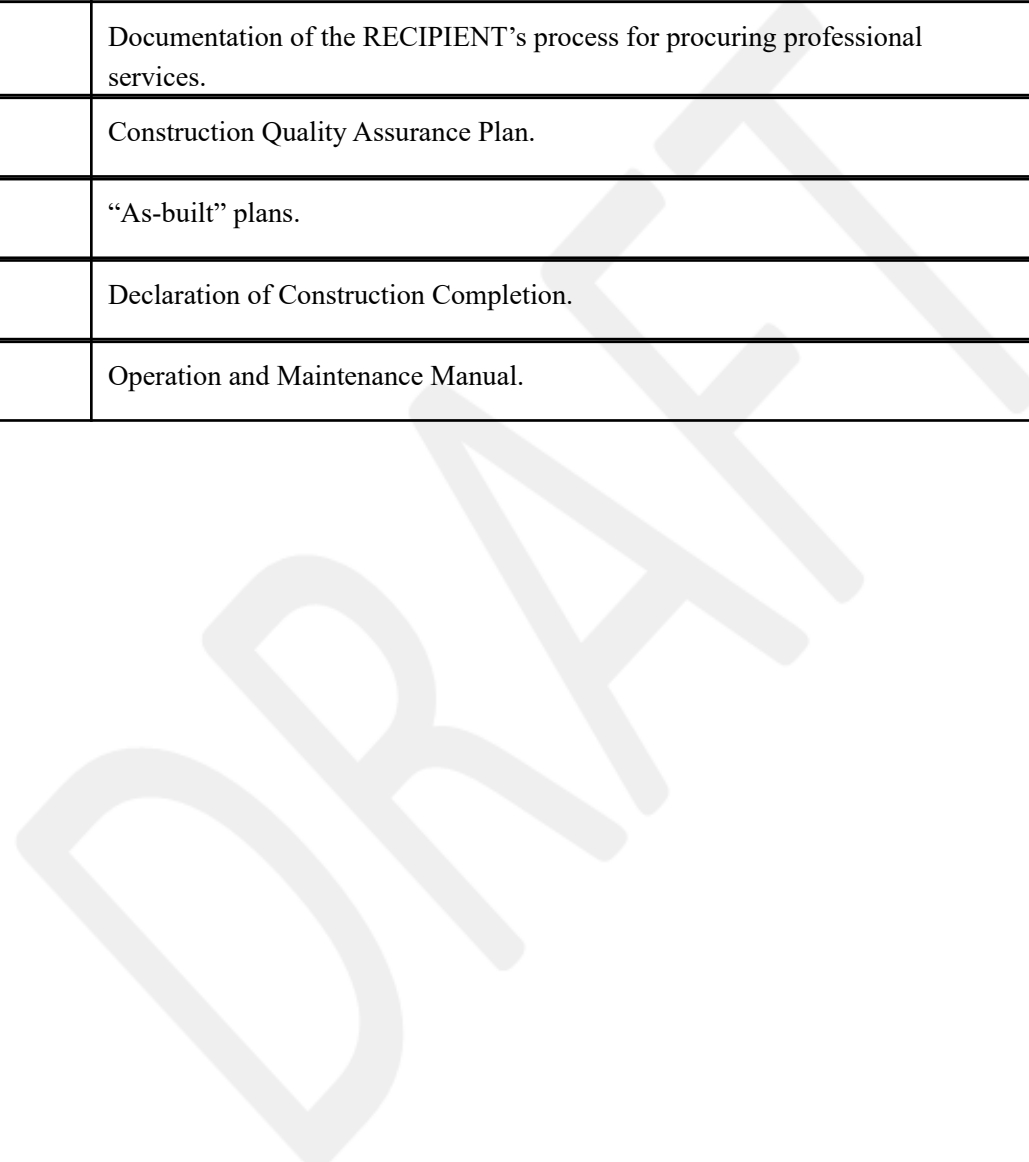 Documentation of the RECIPIENT’s process for procuring professional
services.
Construction Quality Assurance Plan.
“As-built” plans.
Declaration of Construction Completion.
Operation and Maintenance Manual.
DRAFT